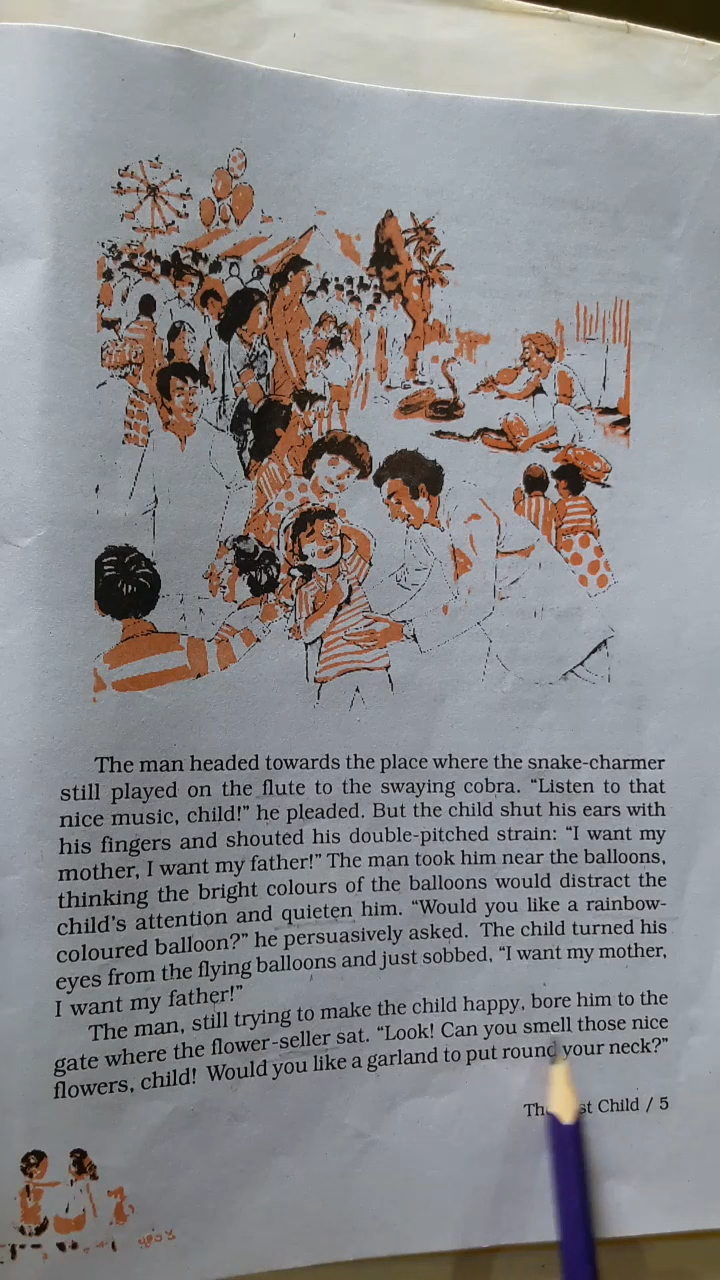 The man headed towards the place where the snake-charmer
still played on the flute to the swaying cobra. “Listen to that
nice music, child!” he pleaded. But the child shut his ears with
his fingers and shouted his double-pitched strain: “I want my
mother, I want my father!” The man took him near the balloons,
thinking the bright colours of the balloons would distract the
child’s attention and quieten him. “Would you like a rainbow-
coloured balloon?” he persuasively asked. The child turned his
eyes from the flying balloons and just sobbed, “I want my mother,
I want my father!”
The man, still trying to make the child happy, bore him to the
gate where the flower-seller sat. “Look! Can you smell those nice
flowers, child! Would you like a garland to put round your neck?”
Child / 5